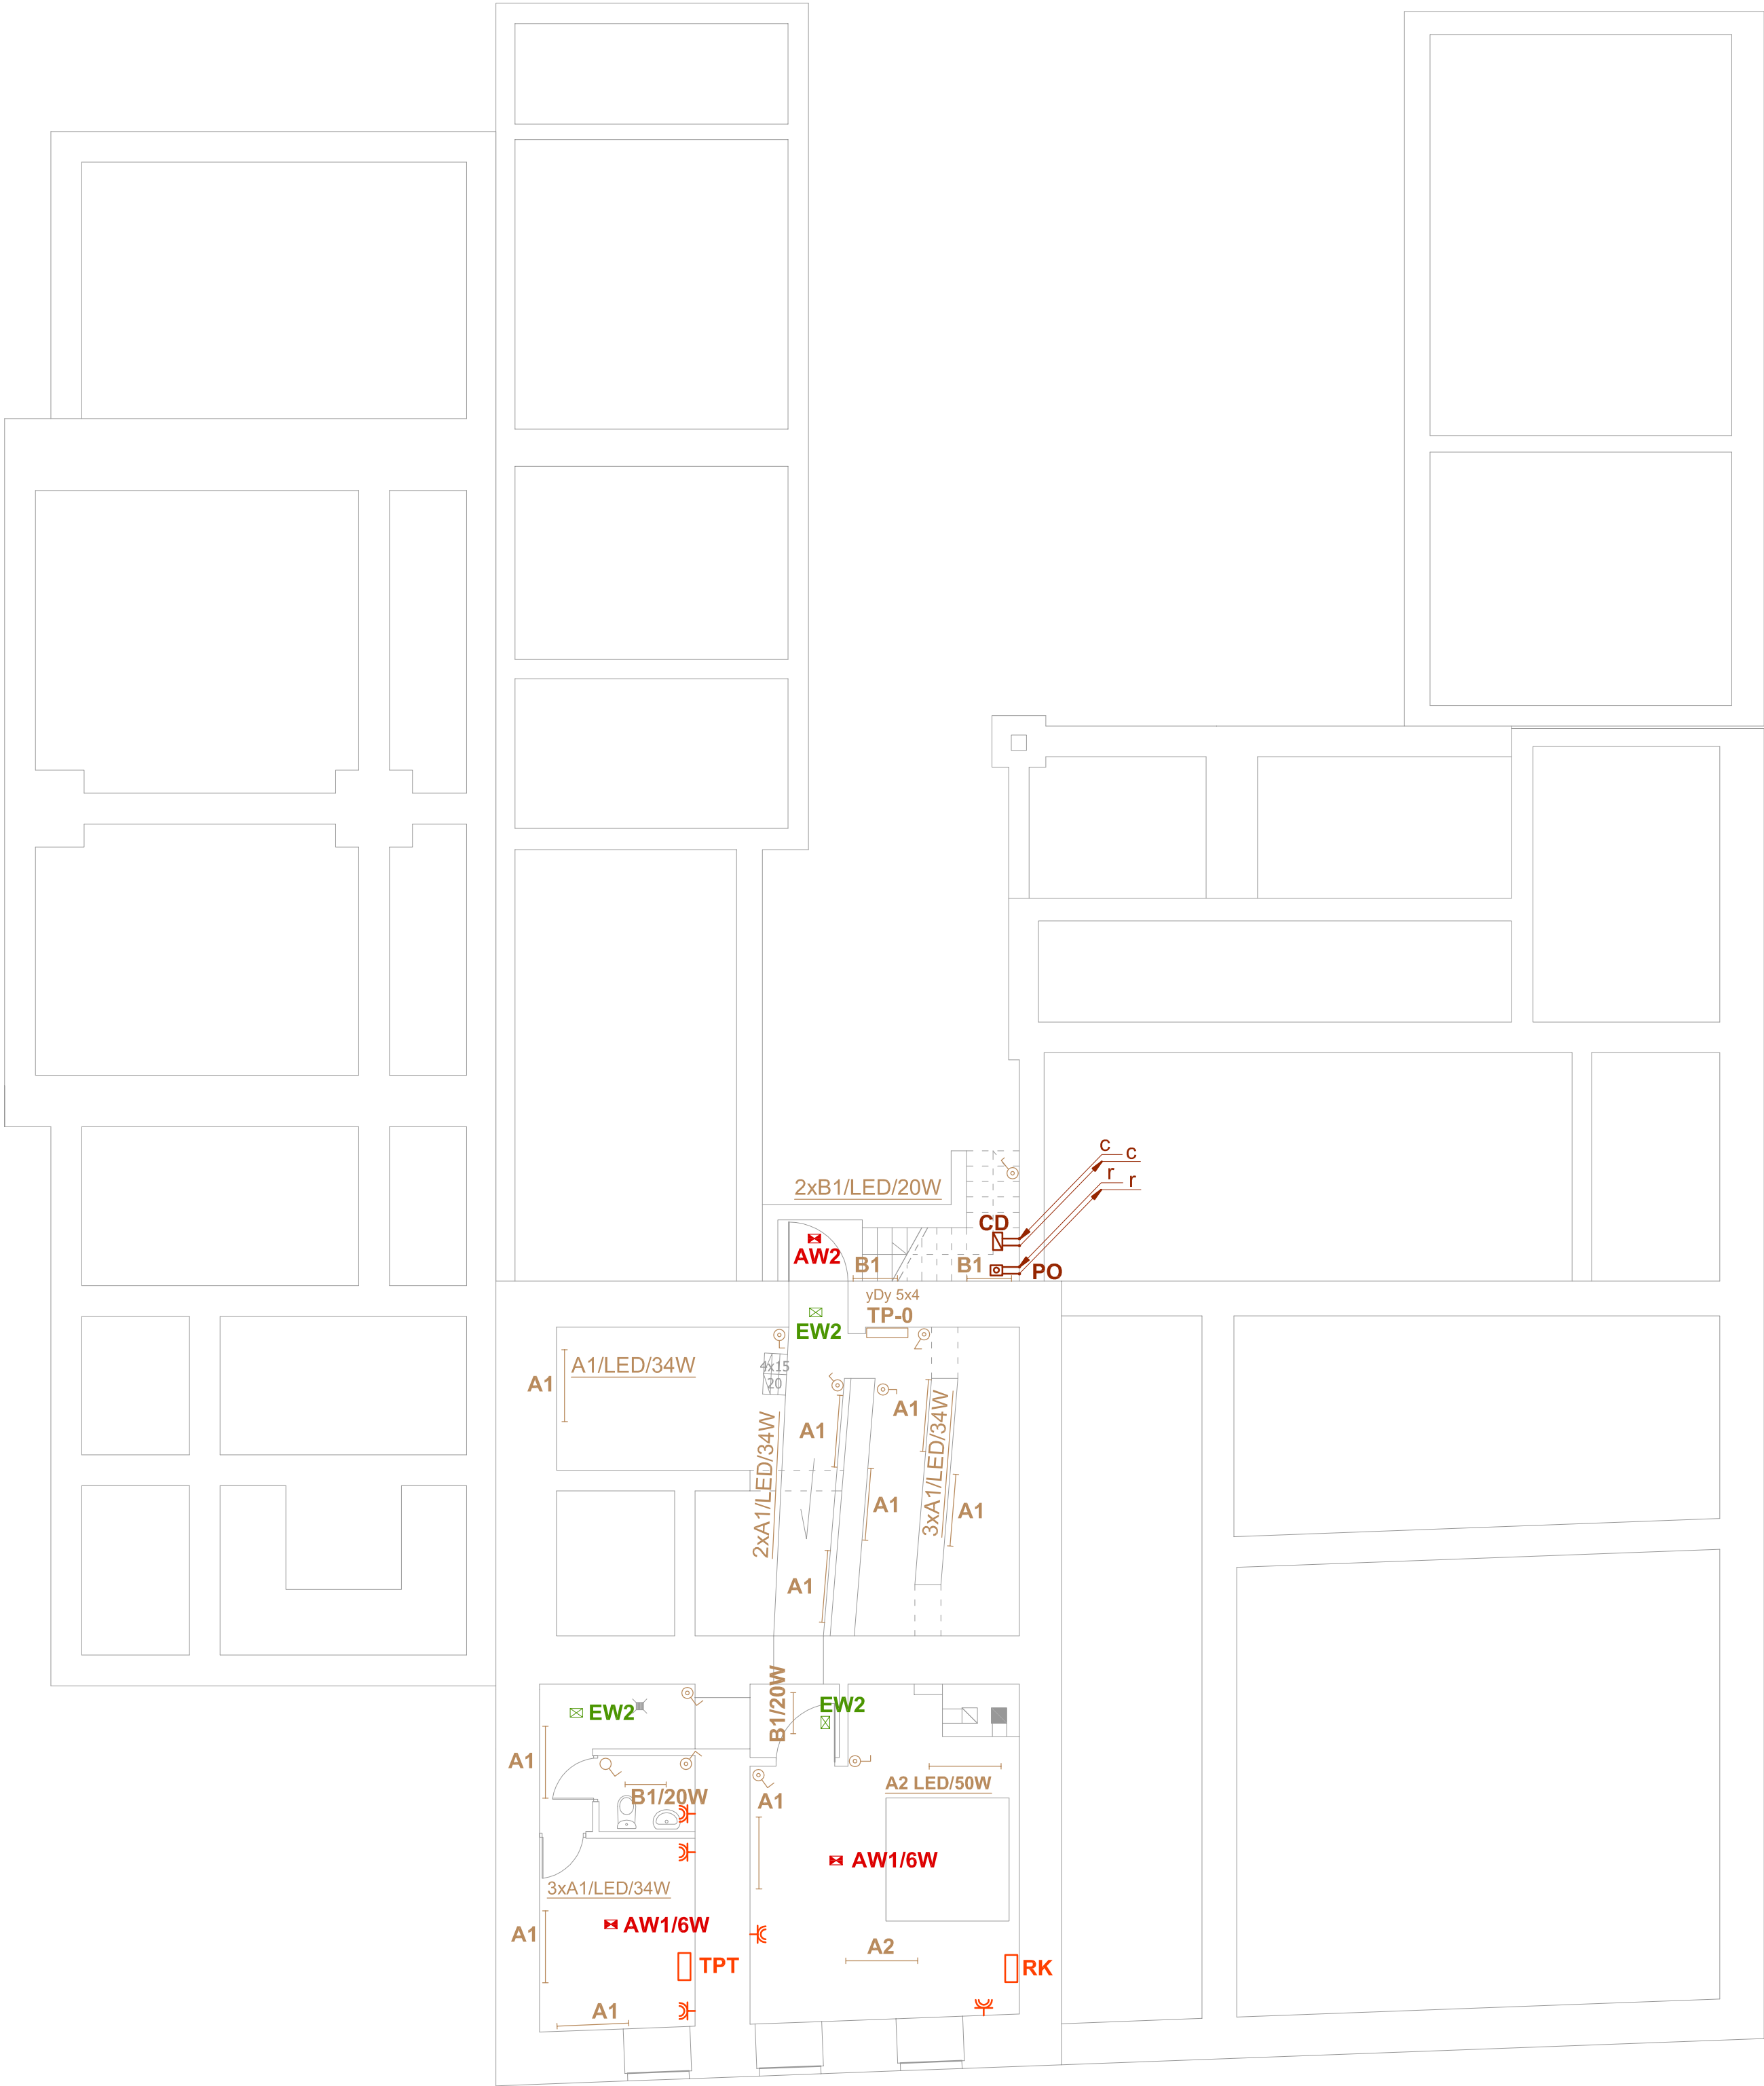 c
c
r
r
2xB1/LED/20W
CD
AW2
B1
B1
PO
yDy 5x4
TP-0
EW2
A1/LED/34W
4x15
20
A1
A1
A1
2xA1/LED/34W
3xA1/LED/34W
A1
A1
A1
B1/20W
EW2
EW2
A1
A2 LED/50W
B1/20W
A1
AW1/6W
3xA1/LED/34W
AW1/6W
A1
A2
TPT
RK
A1